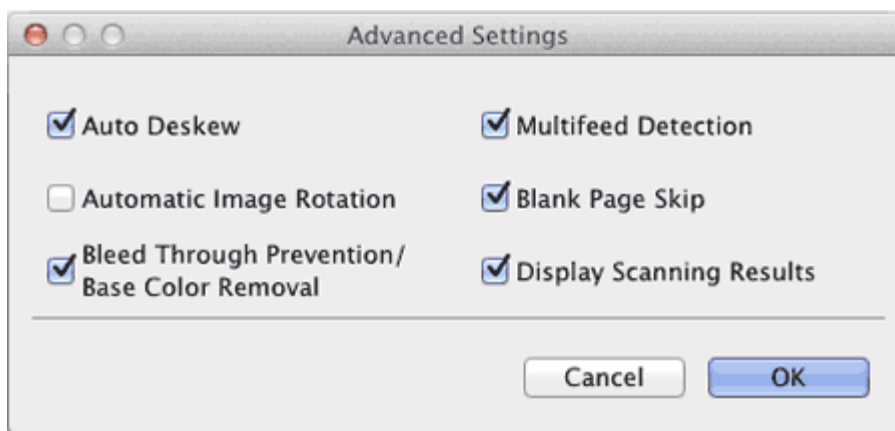 Advanced Settings
Auto Deskew
Multifeed Detection
Automatic Image Rotation
Blank Page Skip
Bleed Through Prevention/
Base Color Removal
Display Scanning Results
Cancel
OK